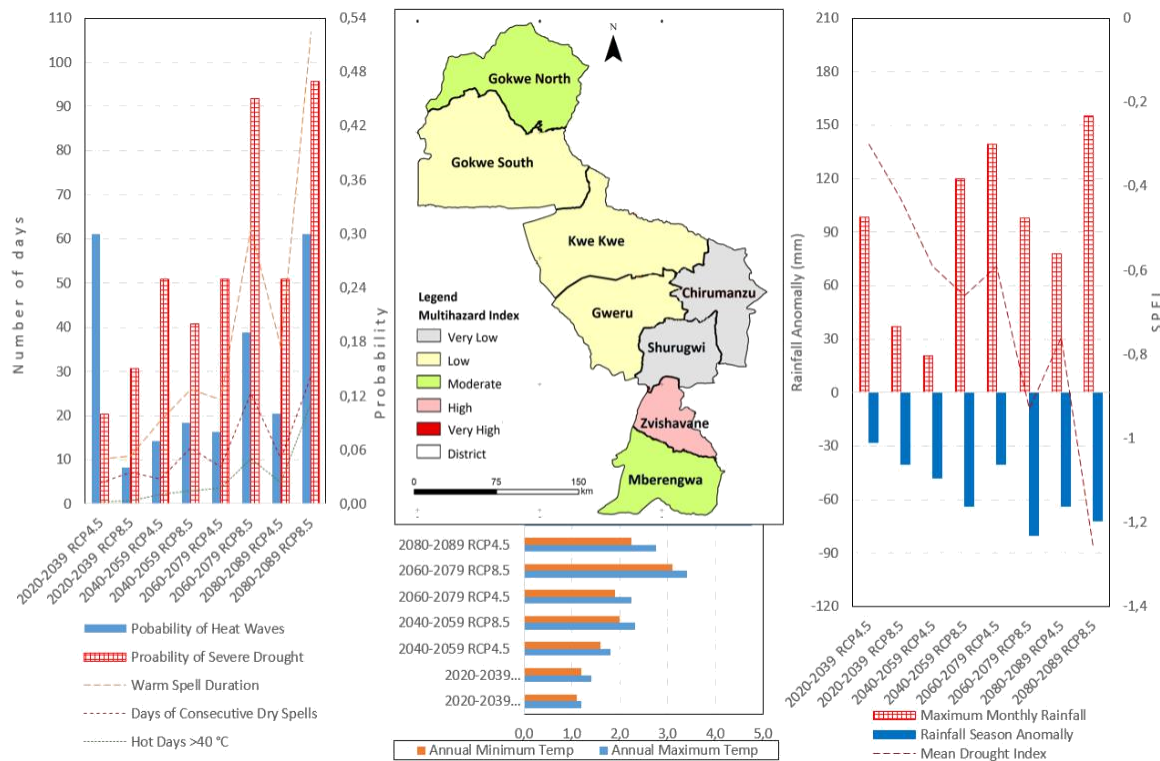 110
100
90
80
70
60
50
40
30
20
10
0
Number of days
0,54
0,48
0,42
0,36
0,30
0,24
0,18
0,12
0,06
0,00
Probability
2020-2039 RCP4.5
2020-2039 RCP8.5
2040-2059 RCP4.5
2040-2059 RCP8.5
2060-2079 RCP4.5
2060-2079 RCP8.5
2080-2089 RCP4.5
2080-2089 RCP8.5
Pobability of Heat Waves
Proability of Severe Drought
Warm Spell Duration
Days of Consecutive Dry Spells
Hot Days >40 °C
N
Gokwe North
Gokwe South
Kwe Kwe
Chirumanzu
Gweru
Shurugwi
Zvishavane
Mberengwa
Legend
Multihazard Index
Very Low
Low
Moderate
High
Very High
District
0 75 150
km
2080-2089 RCP4.5
2060-2079 RCP8.5
2060-2079 RCP4.5
2040-2059 RCP8.5
2040-2059 RCP4.5
2020-2039...
2020-2039...
0,0 1,0 2,0 3,0 4,0 5,0
Annual Minimum Temp Annual Maximum Temp
210
180
150
120
90
60
30
0
-30
-60
-90
-120
Rainfall Anomally (mm)
0
-0,2
-0,4
-0,6
-0,8
-1
-1,2
-1,4
2020-2039 RCP4.5
2020-2039 RCP8.5
2040-2059 RCP4.5
2040-2059 RCP8.5
2060-2079 RCP4.5
2060-2079 RCP8.5
2080-2089 RCP4.5
2080-2089 RCP8.5
Maximum Monthly Rainfall
Rainfall Season Anomally
Mean Drought Index